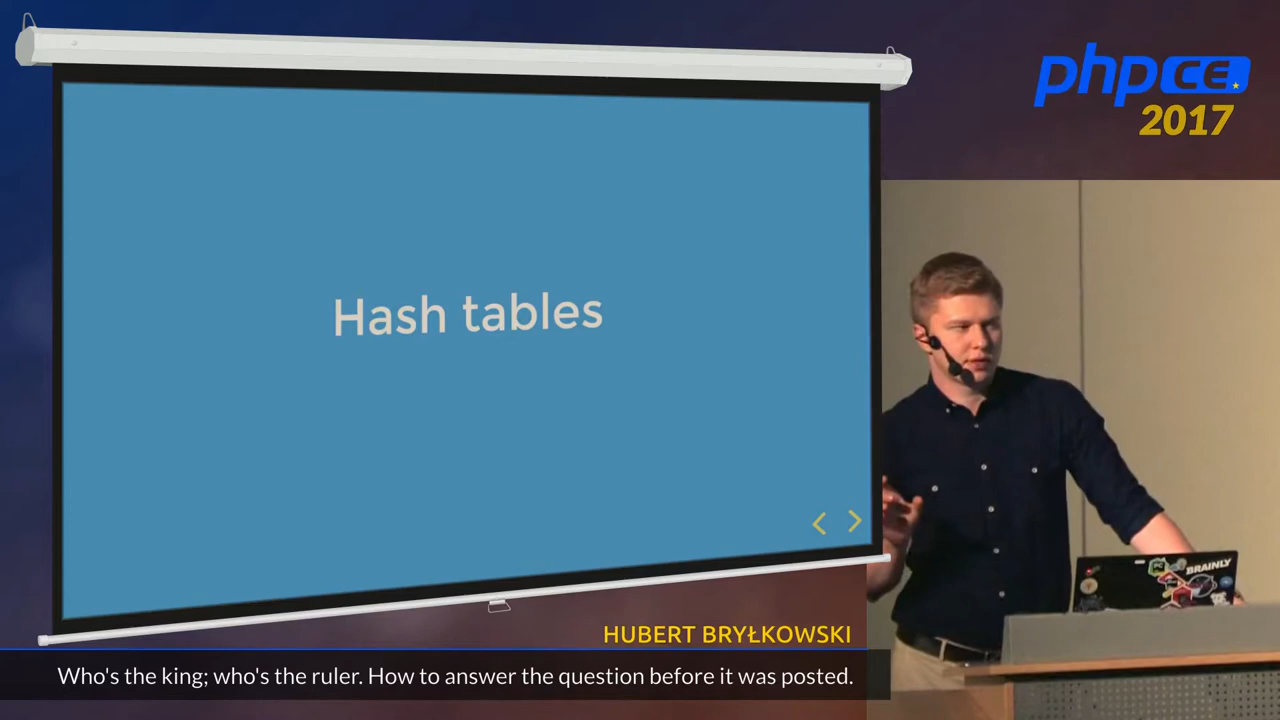 phpCE
2017
Hash tables
BRAINLY
HUBERT BRYŁKOWSKI
Who's the king; who's the ruler. How to answer the question before it was posted.